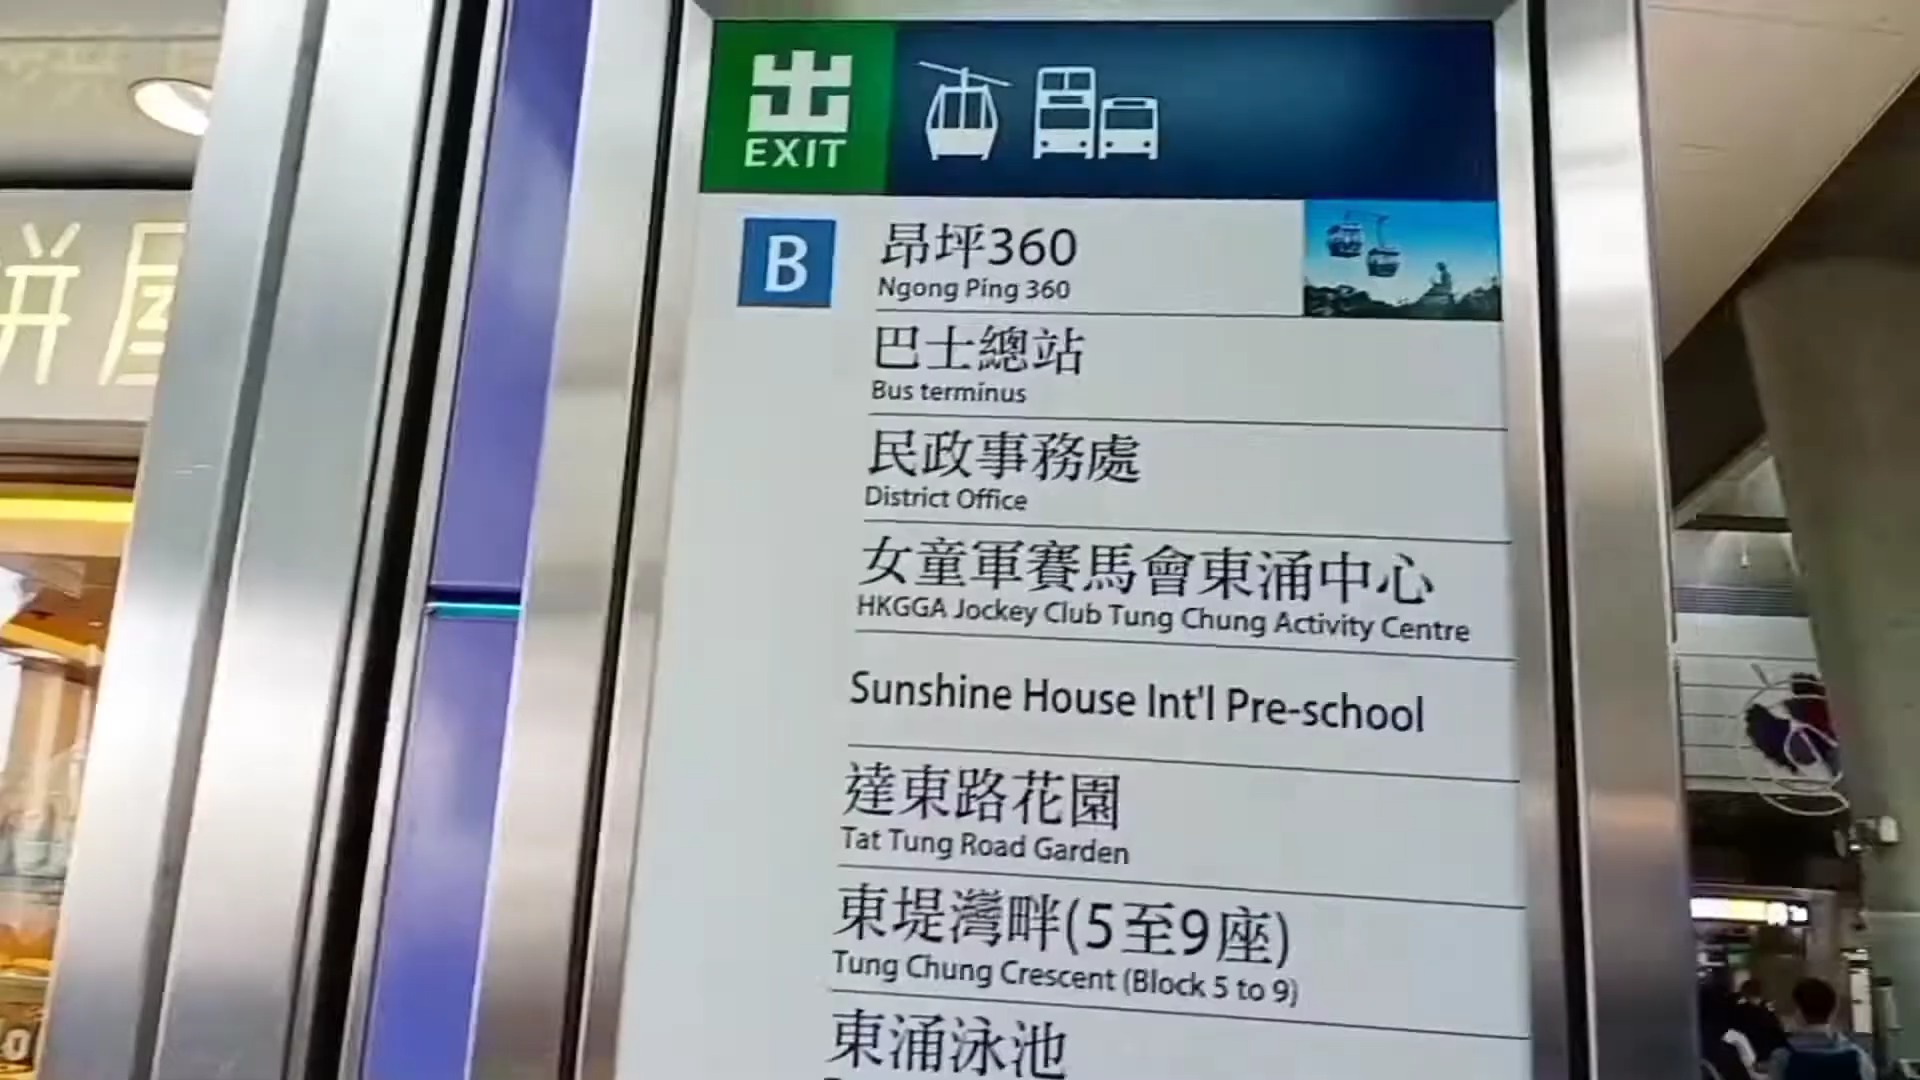 出
EXIT
B
昂坪360
Ngong Ping 360
巴士總站
Bus terminus
民政事務處
District Office
女童軍賽馬會東涌中心
HKGGA Jockey Club Tung Chung Activity Centre
Sunshine House Int'l Pre-school
達東路花園
Tat Tung Road Garden
東堤灣畔(5至9座)
Tung Chung Crescent (Block 5 to 9)
東涌泳池
餅屋